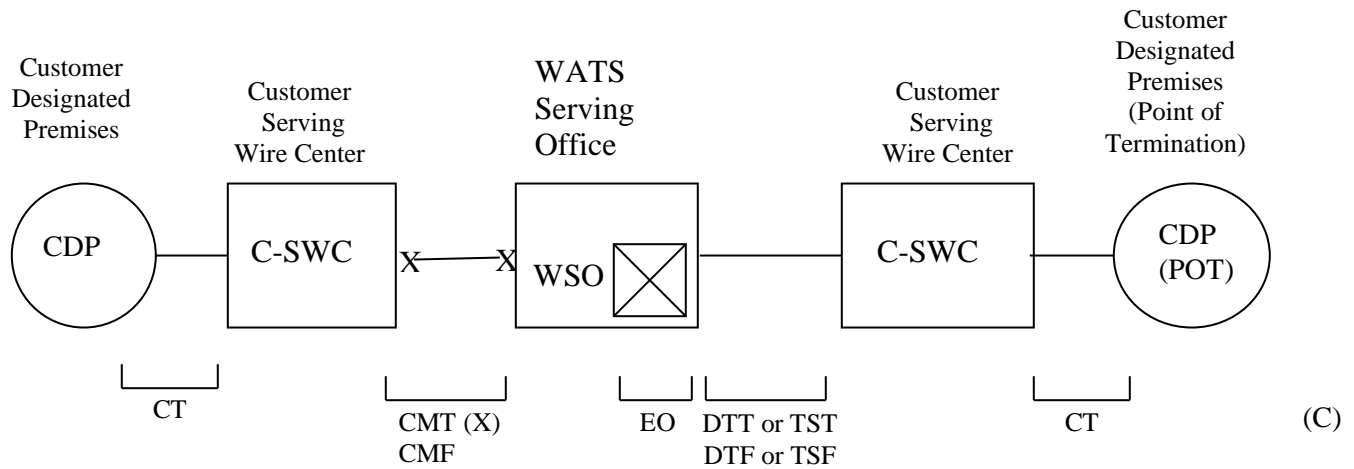 Customer
Designated
Premises
Customer
Serving
Wire Center
WATS
Serving
Office
Customer
Serving
Wire Center
Customer
Designated
Premises
(Point of
Termination)
CDP
C-SWC
X
X
WSO
C-SWC
CDP
(POT)
CT
CMT (X)
CMF
EO
DTT or TST
DTF or TSF
CT
(C)